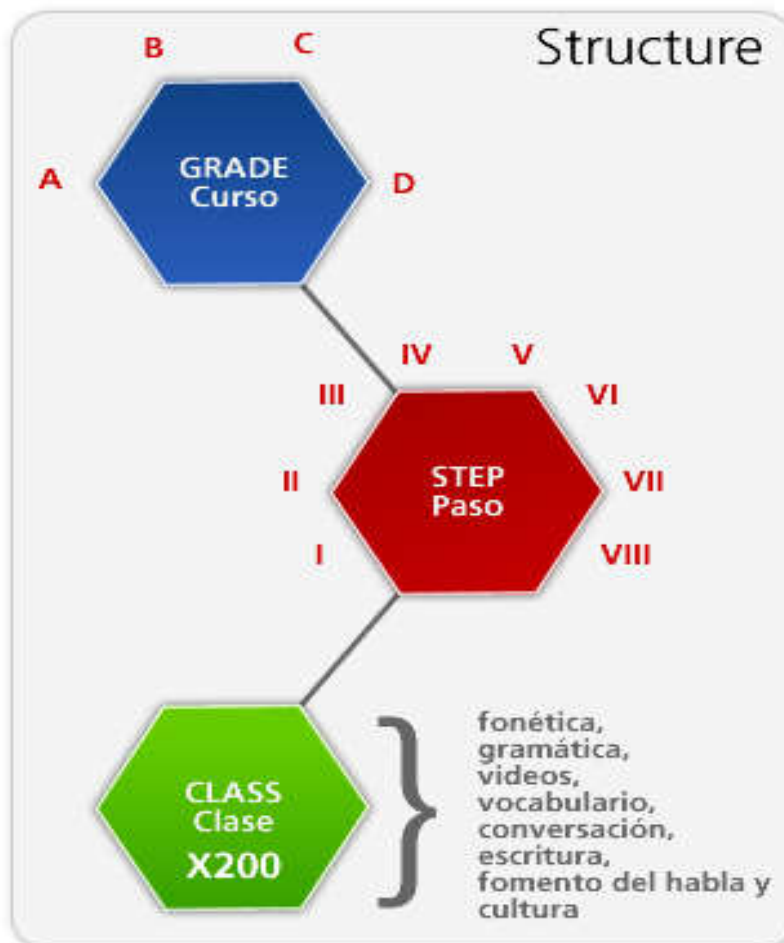 Structure
B
C
A
GRADE
Curso
D
IV
V
III
VI
II
STEP
Paso
VII
I
VIII
CLASS
Clase
X200
fonética,
gramática,
videos,
vocabulario,
conversación,
escritura,
fomento del habla y
cultura